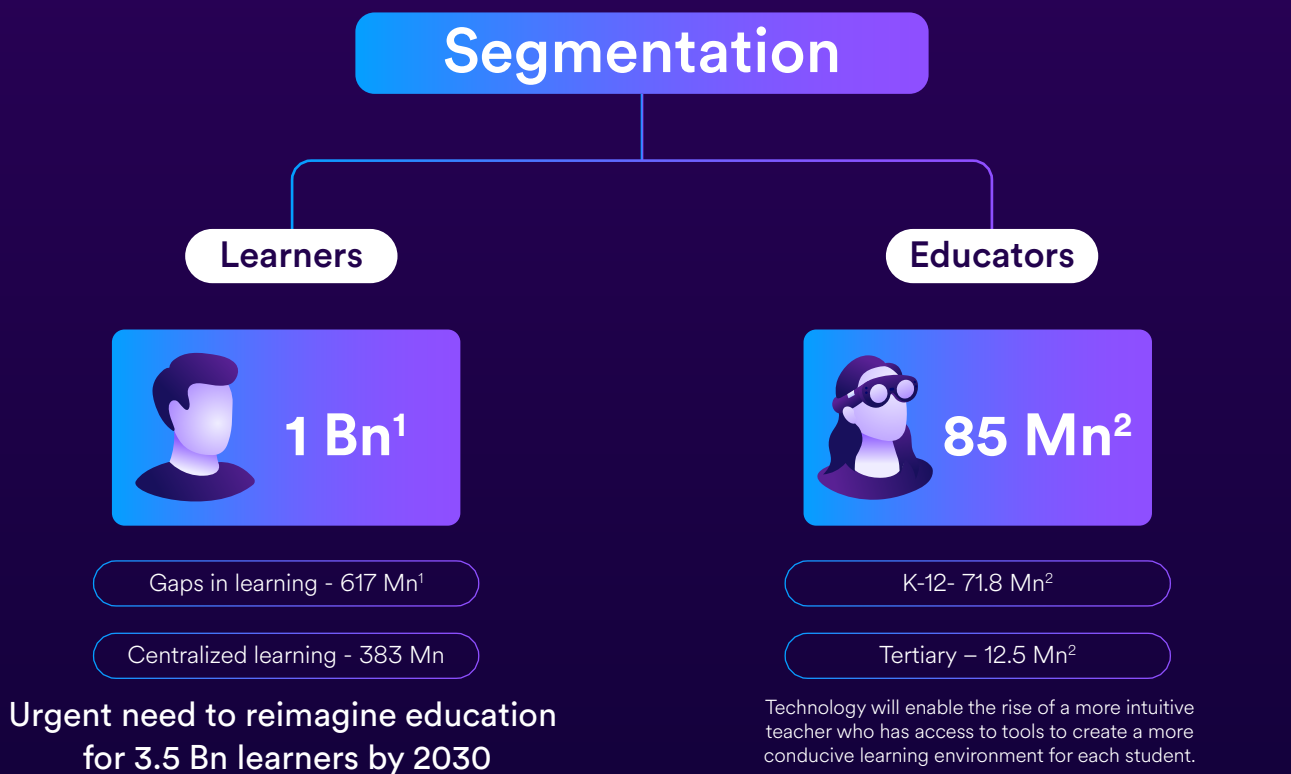 Segmentation
Learners
Educators
1 Bn¹
85 Mn²
Gaps in learning - 617 Mn¹
K-12- 71.8 Mn²
Centralized learning - 383 Mn
Tertiary – 12.5 Mn²
Urgent need to reimagine education
for 3.5 Bn learners by 2030
Technology will enable the rise of a more intuitive
teacher who has access to tools to create a more
conducive learning environment for each student.